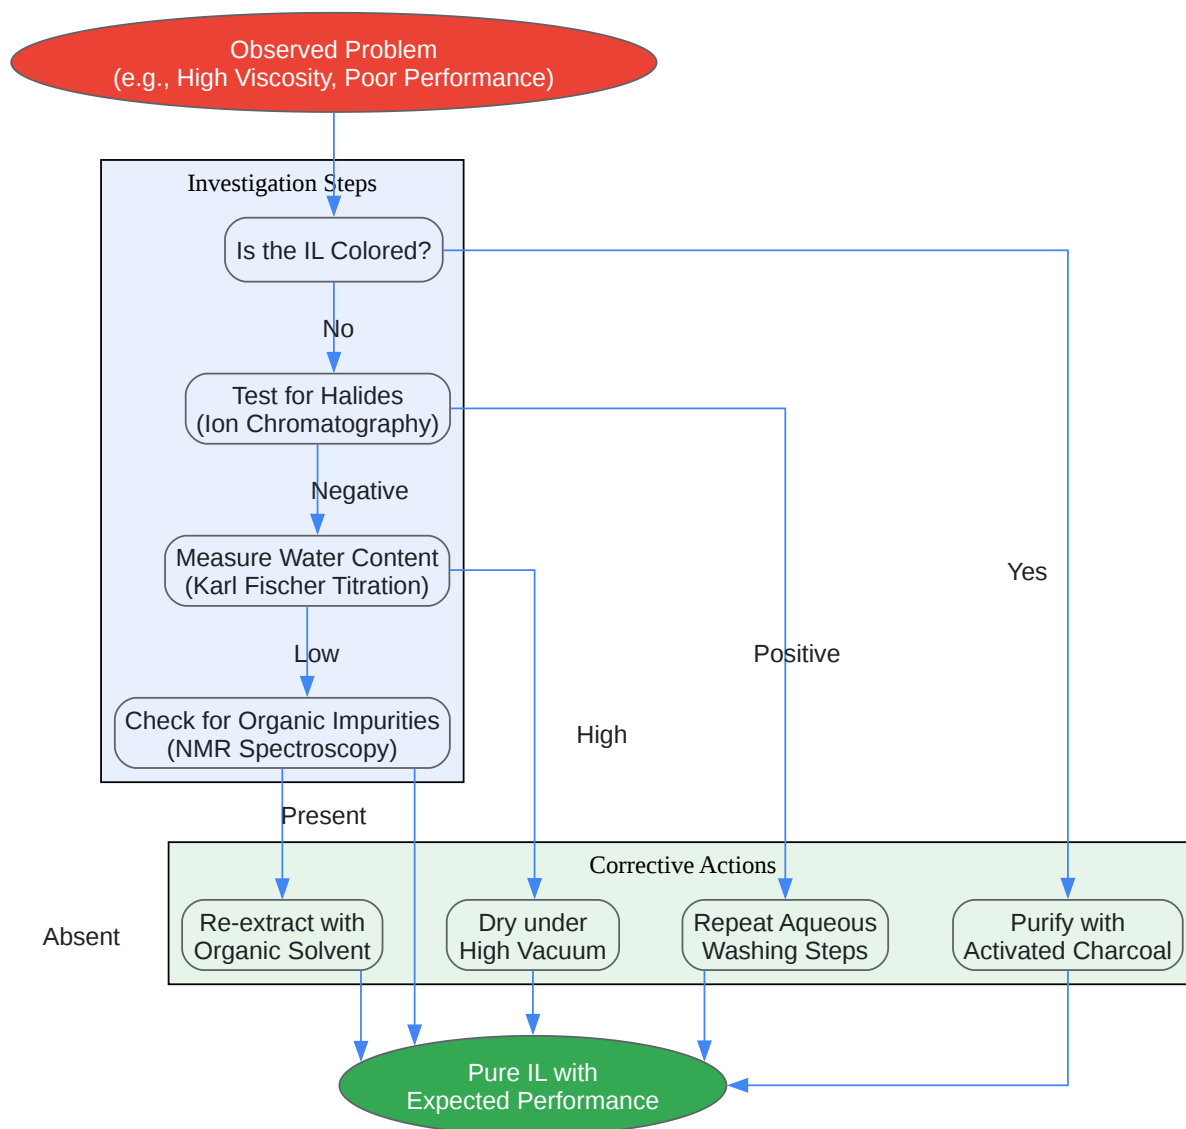 Observed Problem
(e.g., High Viscosity, Poor Performance)
Investigation Steps
Is the IL Colored?
No
Test for Halides
(Ion Chromatography)
Negative
Measure Water Content
(Karl Fischer Titration)
Yes
Low
Positive
Check for Organic Impurities
(NMR Spectroscopy)
High
Present
Corrective Actions
Absent
Re-extract with
Organic Solvent
Dry under
High Vacuum
Repeat Aqueous
Washing Steps
Purify with
Activated Charcoal
Pure IL with
Expected Performance